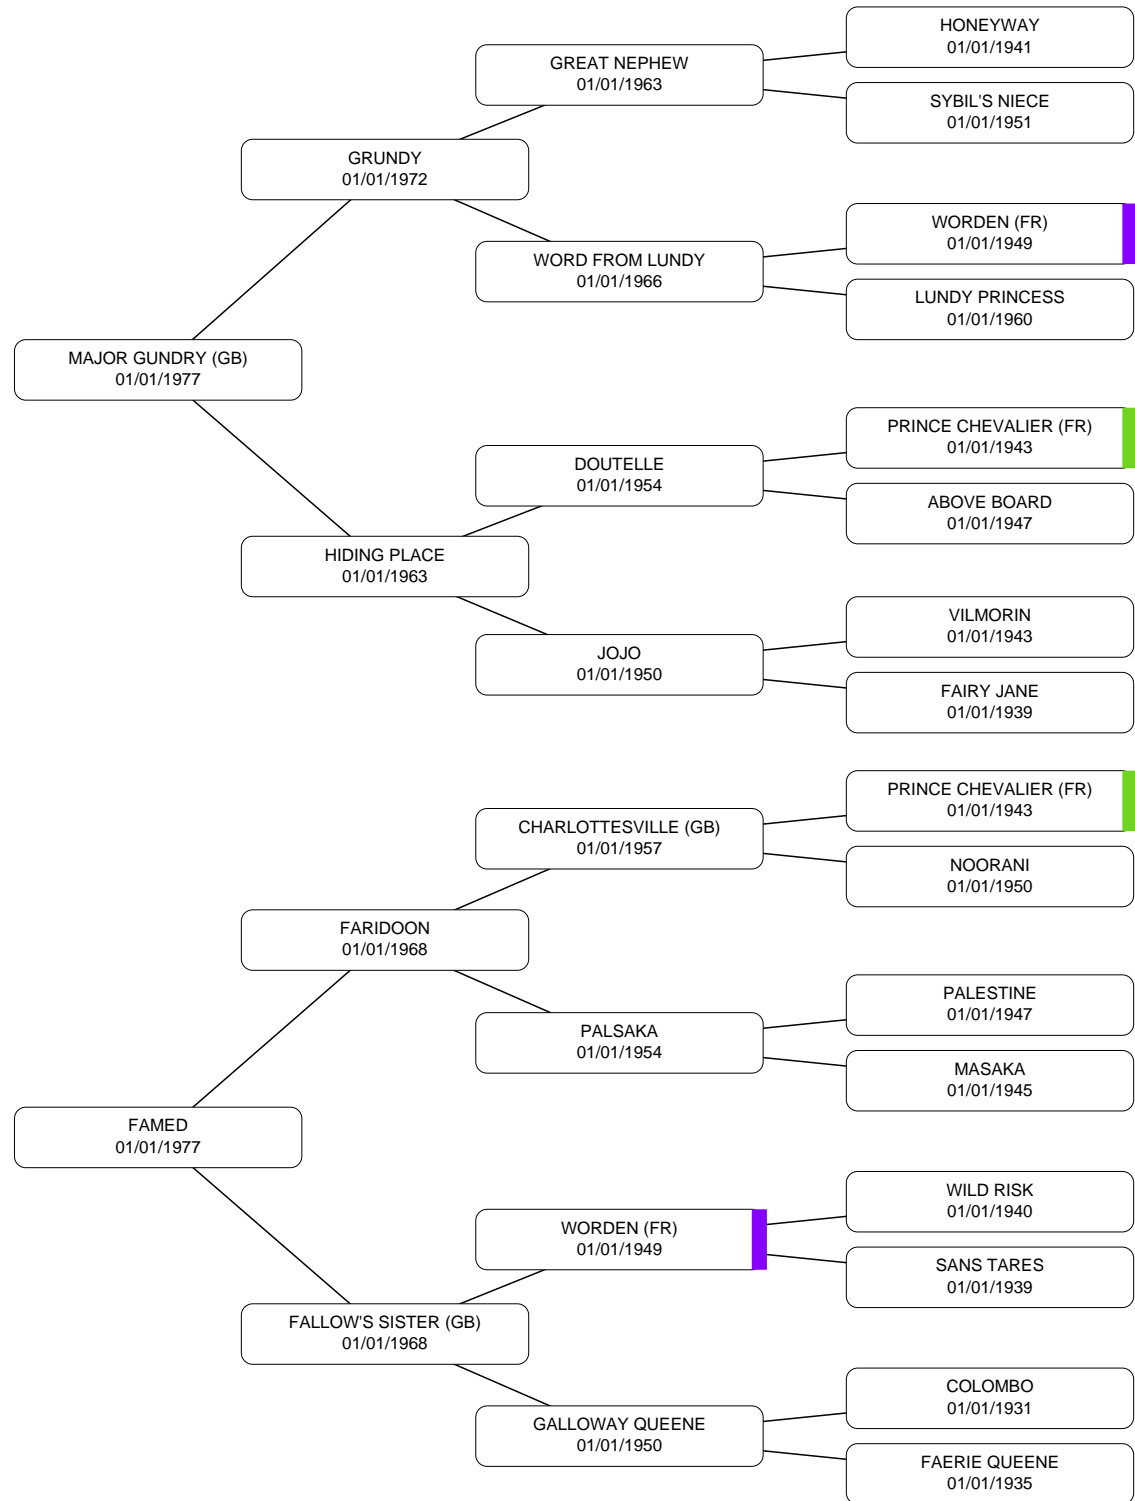 HONEYWAY
01/01/1941
GREAT NEPHEW
01/01/1963
SYBIL'S NIECE
01/01/1951
GRUNDY
01/01/1972
WORDEN (FR)
01/01/1949
WORD FROM LUNDY
01/01/1966
LUNDY PRINCESS
01/01/1960
MAJOR GUNDRY (GB)
01/01/1977
PRINCE CHEVALIER (FR)
01/01/1943
DOUTELLE
01/01/1954
ABOVE BOARD
01/01/1947
HIDING PLACE
01/01/1963
VILMORIN
01/01/1943
JOJO
01/01/1950
FAIRY JANE
01/01/1939
PRINCE CHEVALIER (FR)
01/01/1943
CHARLOTTESVILLE (GB)
01/01/1957
NOORANI
01/01/1950
FARIDOON
01/01/1968
PALESTINE
01/01/1947
PALSAKA
01/01/1954
MASAKA
01/01/1945
FAMED
01/01/1977
WILD RISK
01/01/1940
WORDEN (FR)
01/01/1949
SANS TARES
01/01/1939
FALLOW'S SISTER (GB)
01/01/1968
COLOMBO
01/01/1931
GALLOWAY QUEENE
01/01/1950
FAERIE QUEENE
01/01/1935